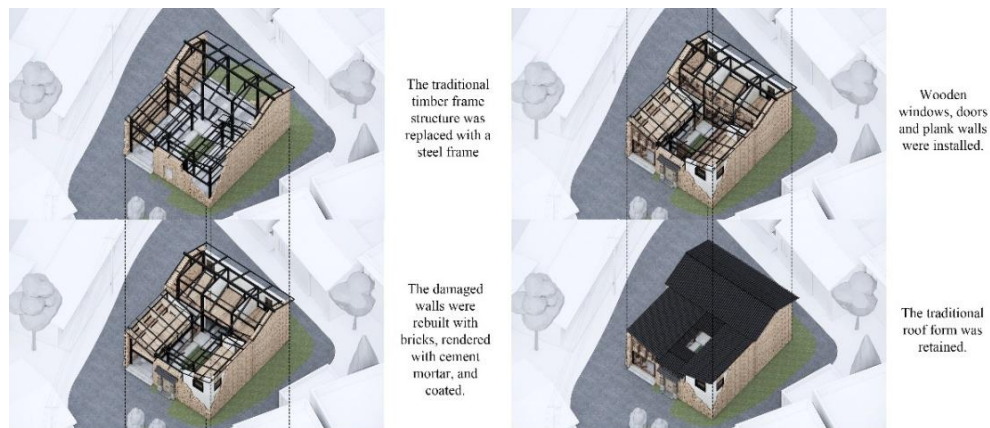 The traditional
timber frame
structure was
replaced with a
steel frame
The damaged
walls were
rebuilt with
bricks, rendered
with cement
mortar, and
coated.
Wooden
windows, doors
and plank walls
were installed.
The traditional
roof form was
retained.